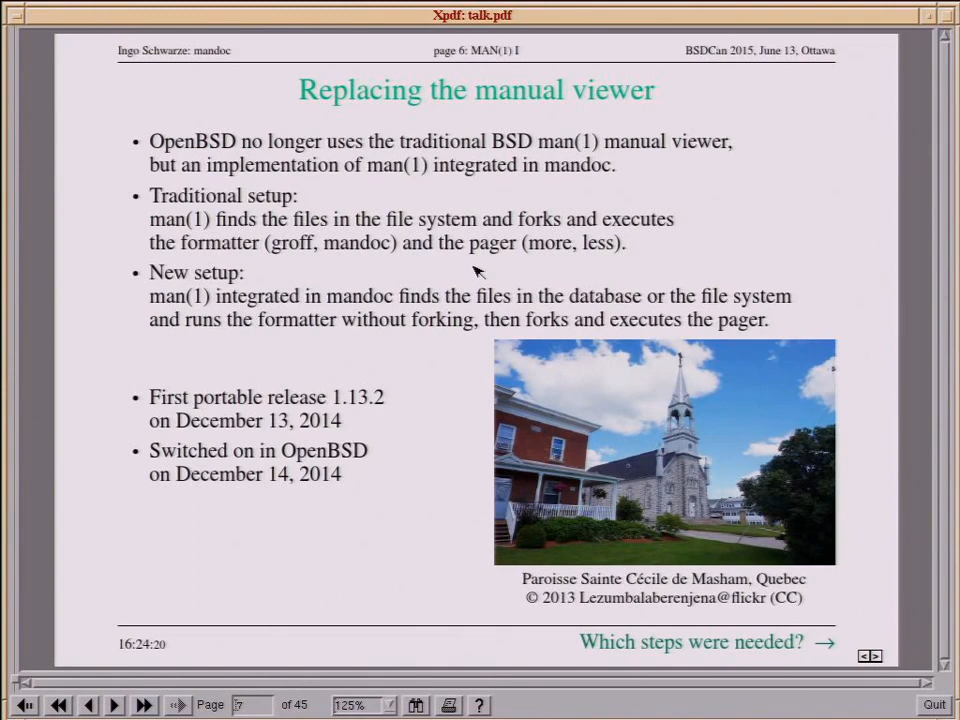 Xpdf: talk.pdf
Ingo Schwarze: mandoc page 6: MAN(1) I BSDCan 2015, June 13, Ottawa
Replacing the manual viewer
• OpenBSD no longer uses the traditional BSD man(1) manual viewer,
but an implementation of man(1) integrated in mandoc.
• Traditional setup:
man(1) finds the files in the file system and forks and executes
the formatter (groff, mandoc) and the pager (more, less).
• New setup:
man(1) integrated in mandoc finds the files in the database or the file system
and runs the formatter without forking, then forks and executes the pager.
• First portable release 1.13.2
on December 13, 2014
• Switched on in OpenBSD
on December 14, 2014
Paroisse Sainte Cécile de Masham, Quebec
© 2013 Lezumbalaberenjena@flickr (CC)
16:24:20 Which steps were needed? →
Page 7 of 45 125% ? Quit